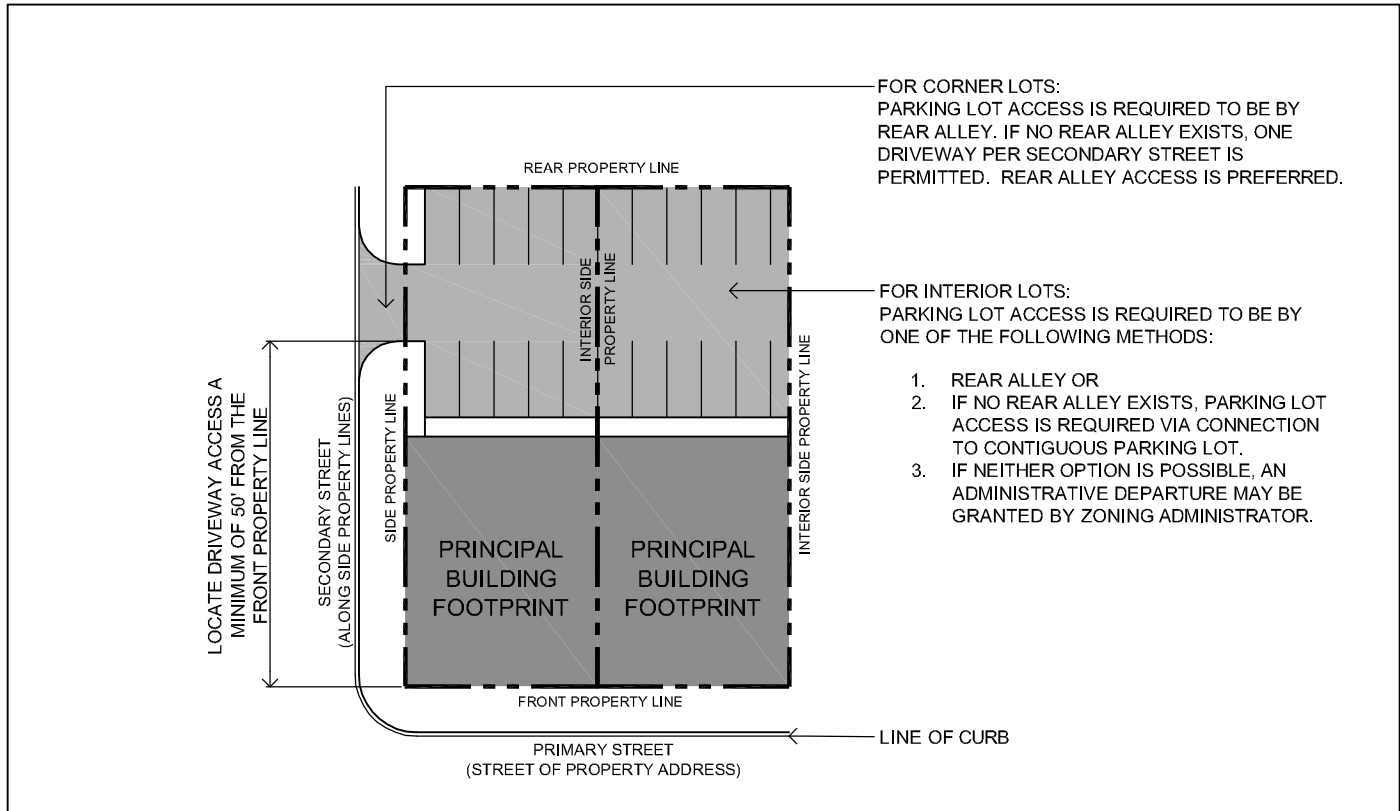 FOR CORNER LOTS:
PARKING LOT ACCESS IS REQUIRED TO BE BY
REAR ALLEY. IF NO REAR ALLEY EXISTS, ONE
DRIVEWAY PER SECONDARY STREET IS
PERMITTED. REAR ALLEY ACCESS IS PREFERRED.
REAR PROPERTY LINE
INTERIOR SIDE
PROPERTY LINE
FOR INTERIOR LOTS:
PARKING LOT ACCESS IS REQUIRED TO BE BY
ONE OF THE FOLLOWING METHODS:
1. REAR ALLEY OR
2. IF NO REAR ALLEY EXISTS, PARKING LOT
ACCESS IS REQUIRED VIA CONNECTION
TO CONTIGUOUS PARKING LOT.
3. IF NEITHER OPTION IS POSSIBLE, AN
ADMINISTRATIVE DEPARTURE MAY BE
GRANTED BY ZONING ADMINISTRATOR.
LOCATE DRIVEWAY ACCESS A
MINIMUM OF 50' FROM THE
FRONT PROPERTY LINE
SECONDARY STREET
(ALONG SIDE PROPERTY LINES)
SIDE PROPERTY LINE
INTERIOR SIDE PROPERTY LINE
PRINCIPAL
BUILDING
FOOTPRINT
PRINCIPAL
BUILDING
FOOTPRINT
FRONT PROPERTY LINE
LINE OF CURB
PRIMARY STREET
(STREET OF PROPERTY ADDRESS)